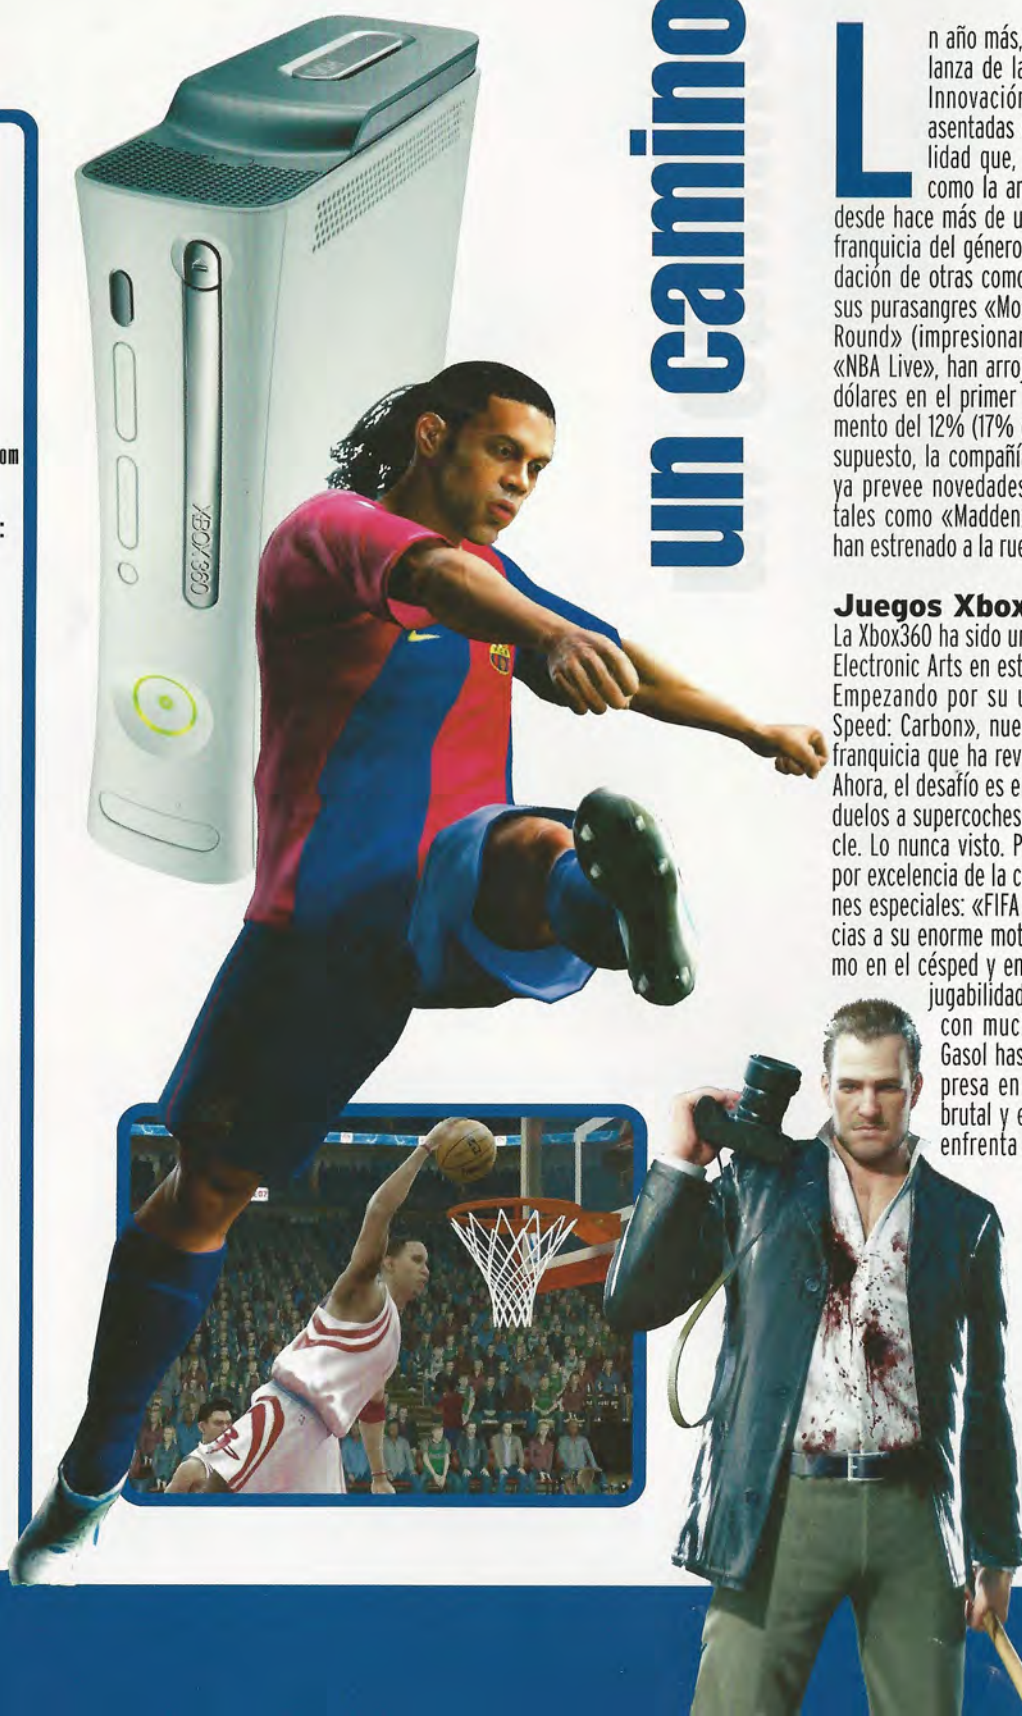 un camino
om
:
XBOX360
L
n año más,
lanza de la
Innovación
asentadas
lidad que,
como la ar
desde hace más de u
franquicia del género
dación de otras como
sus purasangres «Mo
Round» (impresionar
«NBA Live», han arroj
dólares en el primer
mento del 12% (17%
supuesto, la compañí
ya prevee novedades
tales como «Madden
han estrenado a la rue
Juegos Xbox
La Xbox360 ha sido un
Electronic Arts en est
Empezando por su u
Speed: Carbon», nue
franquicia que ha rev
Ahora, el desafío es e
duelos a supercoches
cle. Lo nunca visto. P
por excelencia de la c
nes especiales: «FIFA
cias a su enorme mot
mo en el césped y en
jugabilidad
con muc
Gasol has
presa en
brutal y e
enfrenta
07